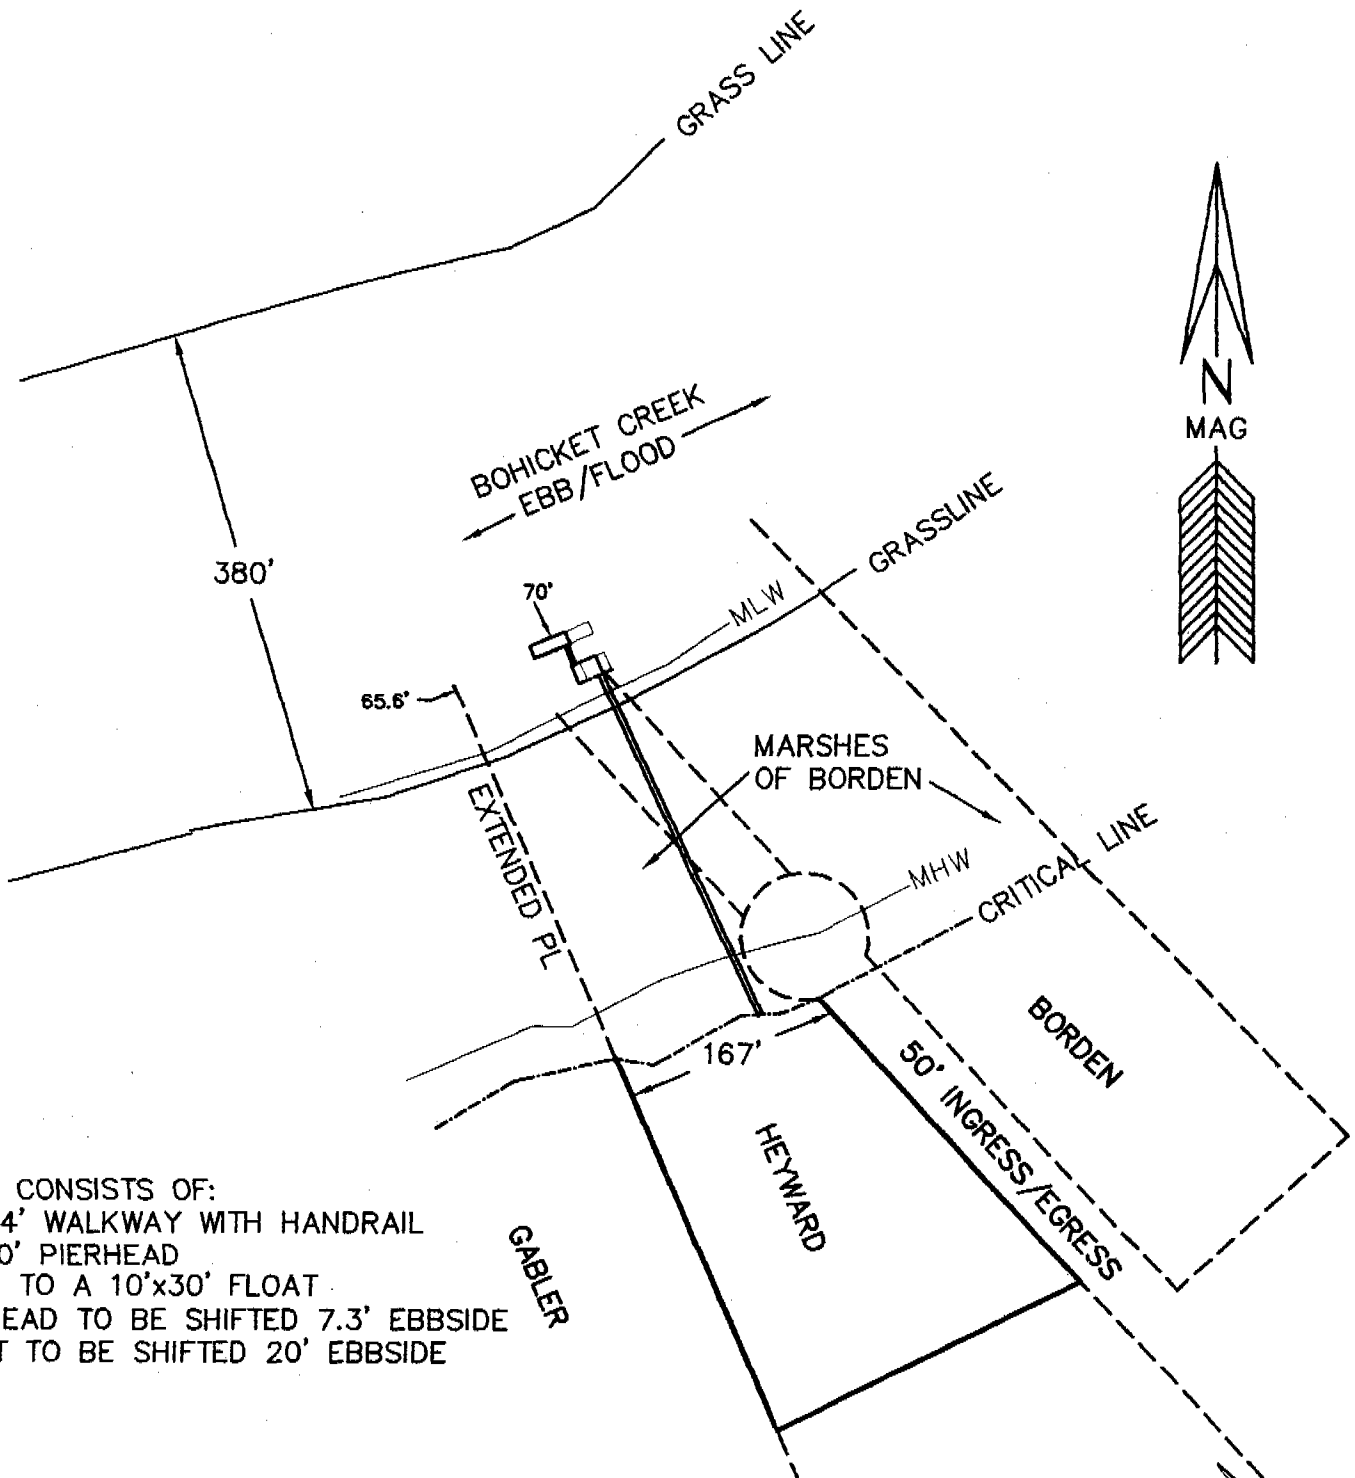 GRASS LINE
N
MAG
BOHICKET CREEK
EBB/FLOOD
GRASSLINE
380'
70'
MLW
65.6'
MARSHES
OF BORDEN
EXTENDED PL
CRITICAL LINE
MHW
BORDEN
167'
50' INGRESS/EGRESS
HEYWARD
GABLER
CONSISTS OF:
4' WALKWAY WITH HANDRAIL
0' PIERHEAD
TO A 10'x30' FLOAT
EAD TO BE SHIFTED 7.3' EBBSIDE
T TO BE SHIFTED 20' EBBSIDE